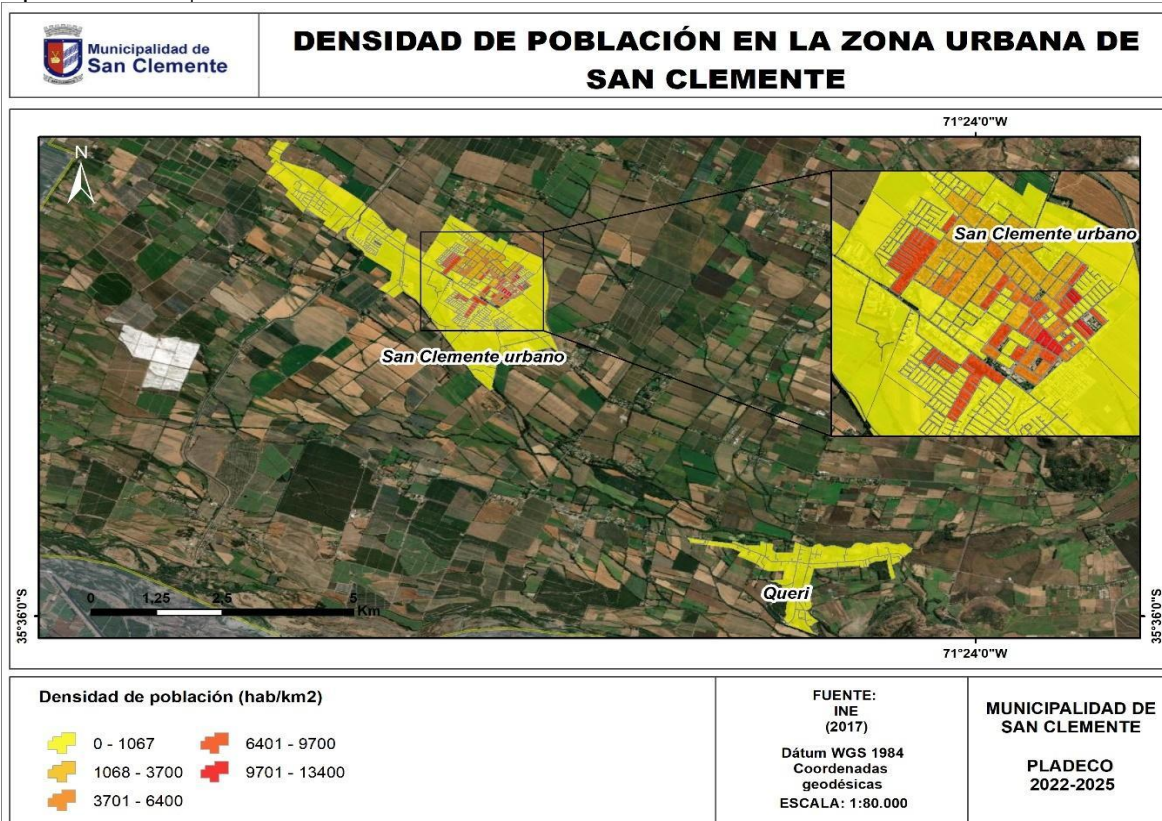 Municipalidad de
San Clemente
DENSIDAD DE POBLACIÓN EN LA ZONA URBANA DE
SAN CLEMENTE
71°24'0"W
N
San Clemente urbano
San Clemente urbano
Queri
0 1,25 2,5 5
Km
35°36'0"S
35°36'0"S
71°24'0"W
Densidad de población (hab/km2)
0 - 1067
1068 - 3700
3701 - 6400
6401 - 9700
9701 - 13400
FUENTE:
INE
(2017)
Dátum WGS 1984
Coordenadas
geodésicas
ESCALA: 1:80.000
MUNICIPALIDAD DE
SAN CLEMENTE
PLADECO
2022-2025